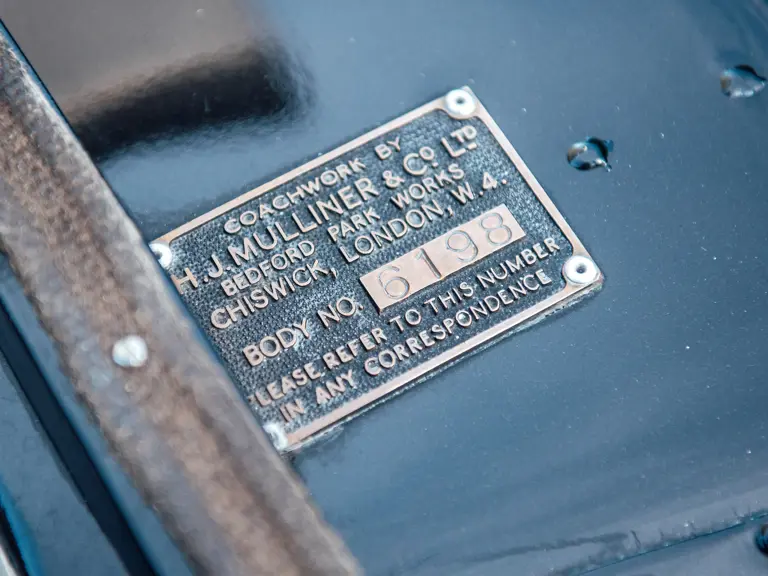 COACHWORK BY
H.J. MULLINER & CO LTD
BEDFORD PARK WORKS
CHISWICK, LONDON, W.4.
BODY NO. 6198
PLEASE REFER TO THIS NUMBER
IN ANY CORRESPONDENCE